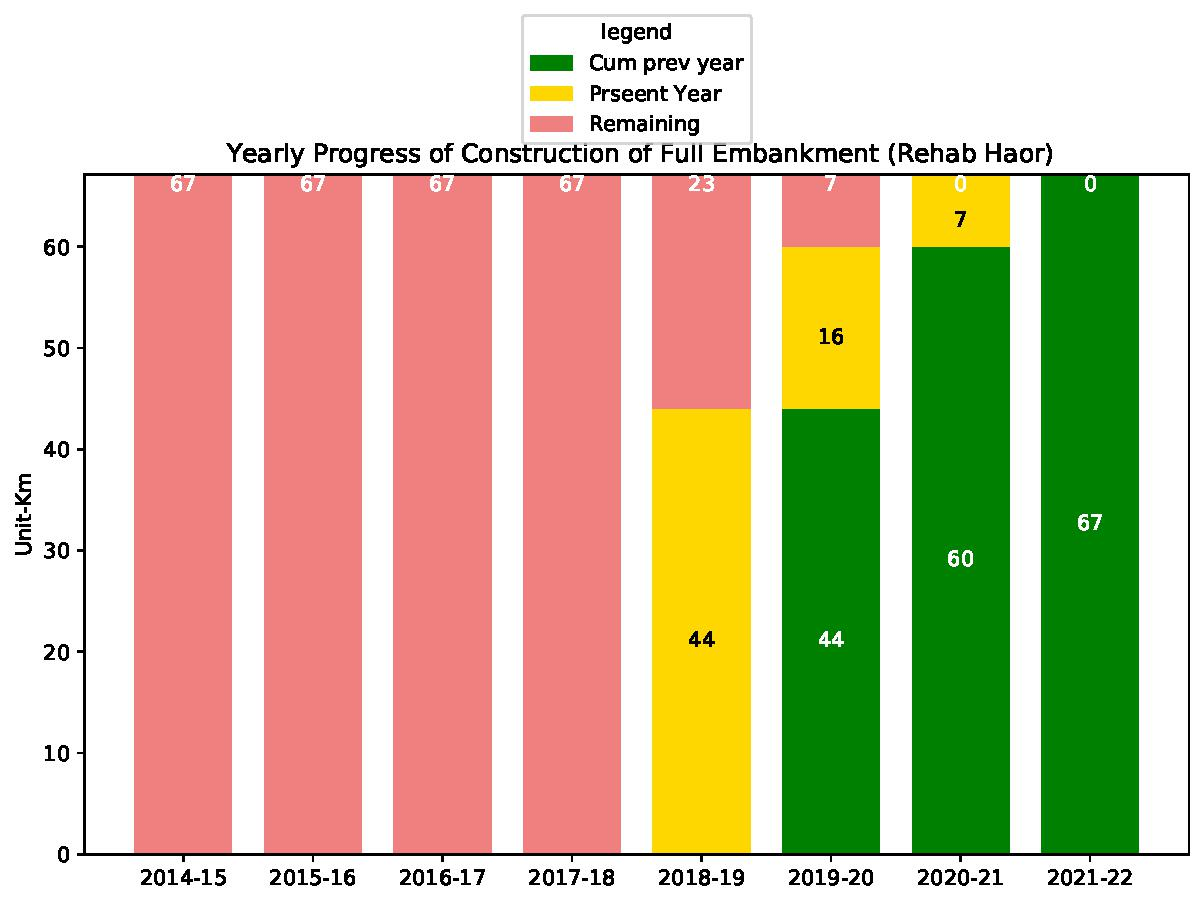 legend
Cum prev year
Prseent Year
Remaining
Yearly Progress of Construction of Full Embankment (Rehab Haor)
67 67 67 67 23 7 0 0
7
60
16
50
67
60
44 44
Unit-Km
40
30
20
10
0
2014-15 2015-16 2016-17 2017-18 2018-19 2019-20 2020-21 2021-22